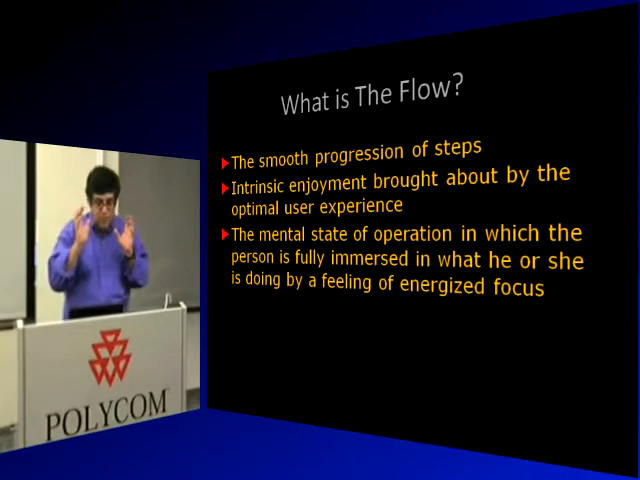 What is The Flow?
The smooth progression of steps
Intrinsic enjoyment brought about by the
optimal user experience
The mental state of operation in which the
person is fully immersed in what he or she
is doing by a feeling of energized focus
POLYCOM